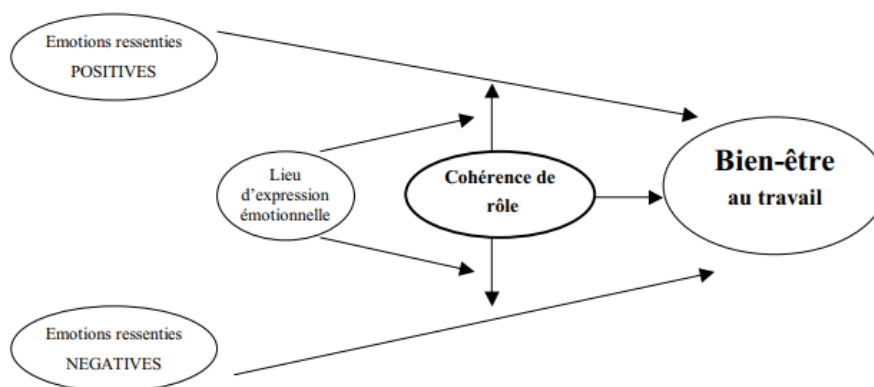 Emotions ressenties
POSITIVES
Bien-être
au travail
Lieu
d'expression
émotionnelle
Cohérence de
rôle
Emotions ressenties
NEGATIVES